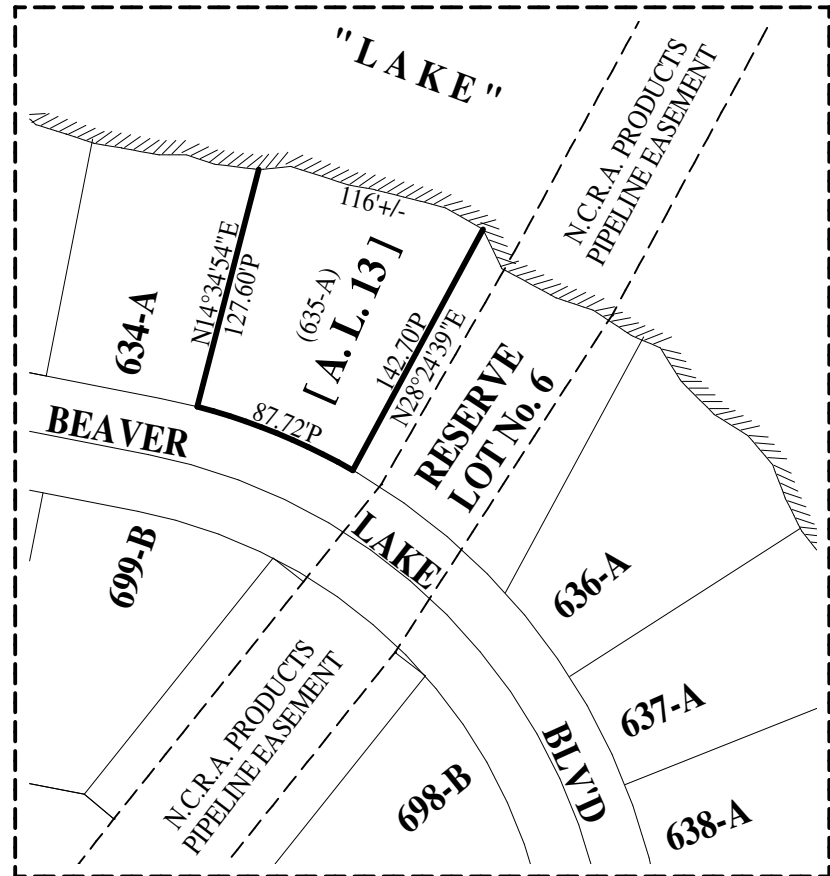 "LAKE"
N.C.R.A. PRODUCTS
PIPELINE EASEMENT
116'+/-
N14°34'54"E
127.60'P
634-A
(635-A)
[ A. L. 13 ]
142.70'P
N28°24'39"E
87.72'P
RESERVE
LOT No. 6
BEAVER
LAKE
BLV'D
699-B
636-A
637-A
638-A
698-B
N.C.R.A. PRODUCTS
PIPELINE EASEMENT